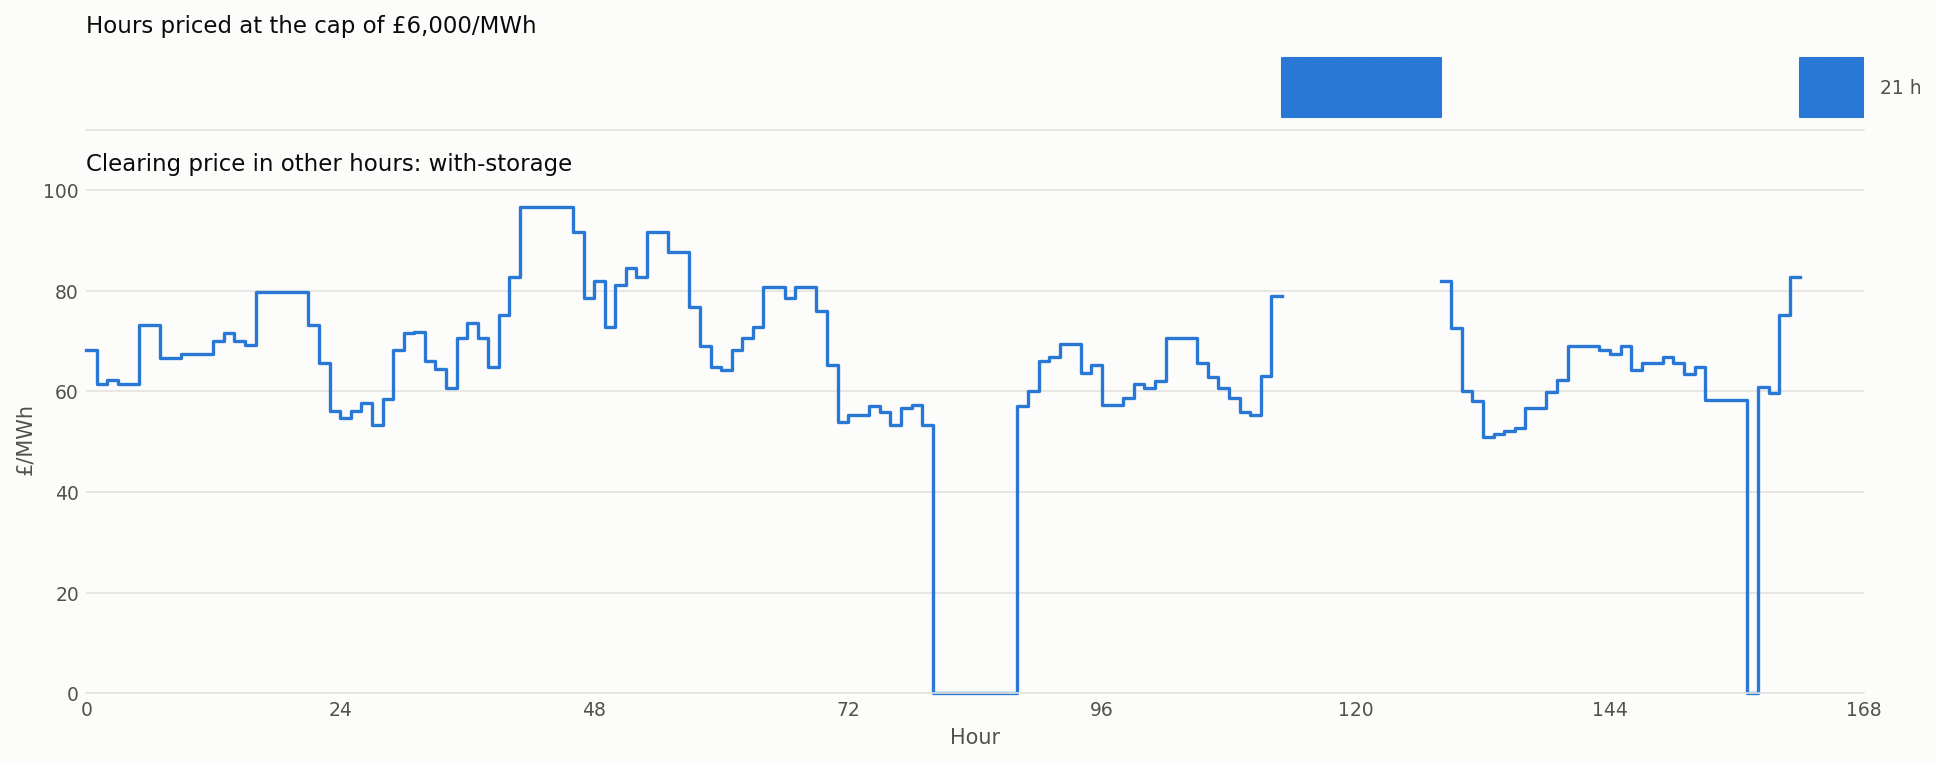 Hours priced at the cap of £6,000/MWh
21 h
Clearing price in other hours: with-storage
100
80
60
40
20
0
£/MWh
0 24 48 72 96 120 144 168
Hour